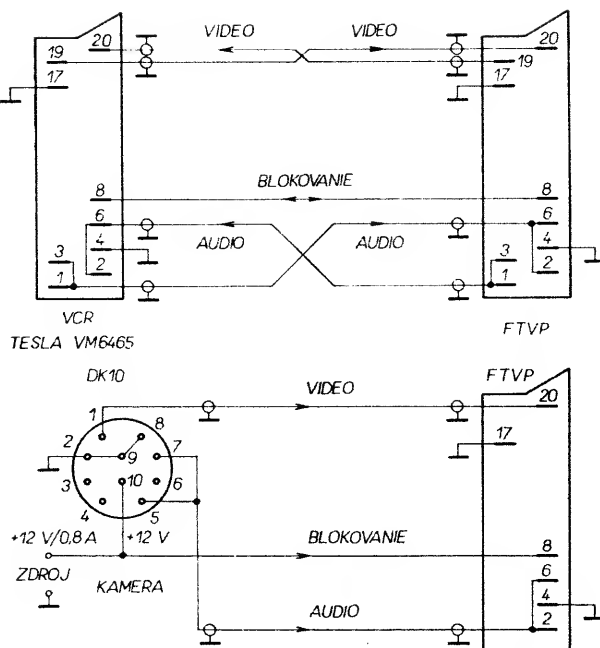 VIDEO VIDEO
20 20
19 19
17 17
BLOKOVANIE
8 8
6 6
AUDIO AUDIO
4 4
3 3
2 2
1 1
VCR
TESLA VM6465
FTVP
DK10
FTVP
VIDEO
20
1
8
17
2
7
9
3
10
6
4
5
+12 V/0,8 A
+12 V
BLOKOVANIE
8
ZDROJ
KAMERA
6
AUDIO
4
2